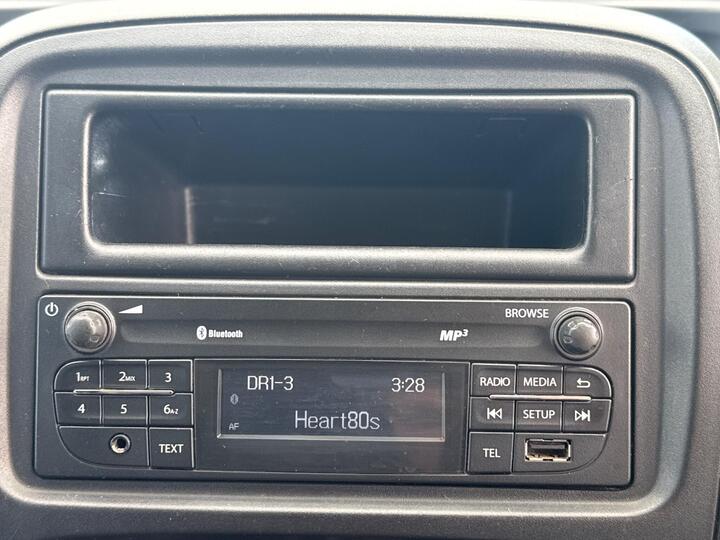 BROWSE
Bluetooth
MP3
1RPT 2MIX 3
4 5 6A-Z
TEXT
DR1-3 3:28
Heart80s
AF
RADIO MEDIA
SETUP
TEL